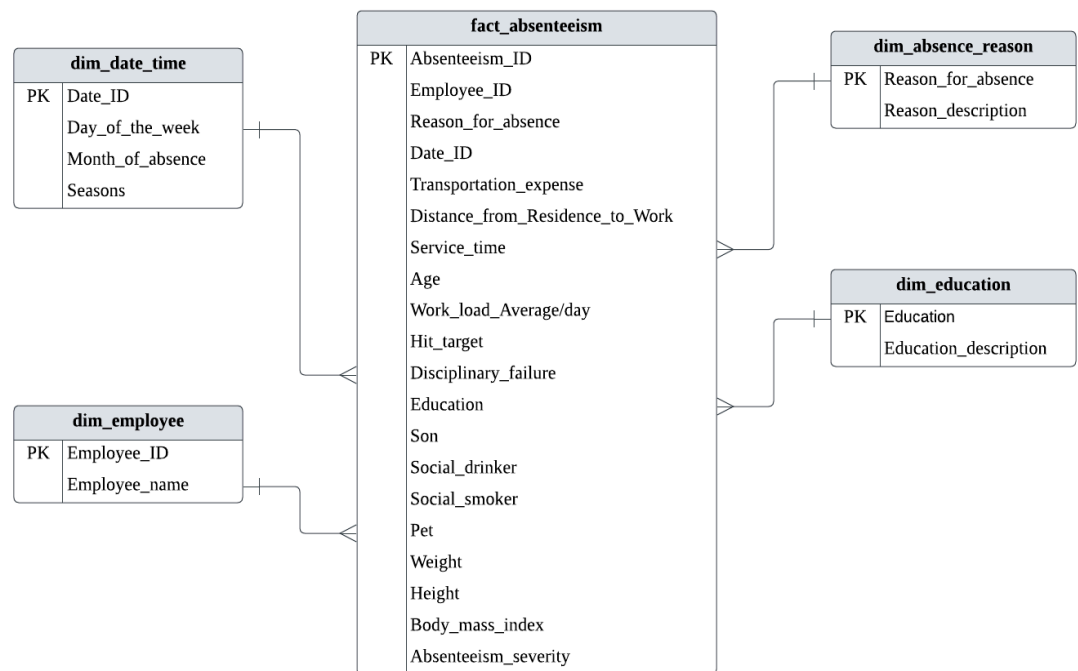 dim_date_time
PK Date_ID
Day_of_the_week
Month_of_absence
Seasons
dim_employee
PK Employee_ID
Employee_name
fact_absenteeism
PK Absenteeism_ID
Employee_ID
Reason_for_absence
Date_ID
Transportation_expense
Distance_from_Residence_to_Work
Service_time
Age
Work_load_Average/day
Hit_target
Disciplinary_failure
Education
Son
Social_drinker
Social_smoker
Pet
Weight
Height
Body_mass_index
Absenteeism_severity
dim_absence_reason
PK Reason_for_absence
Reason_description
dim_education
PK Education
Education_description